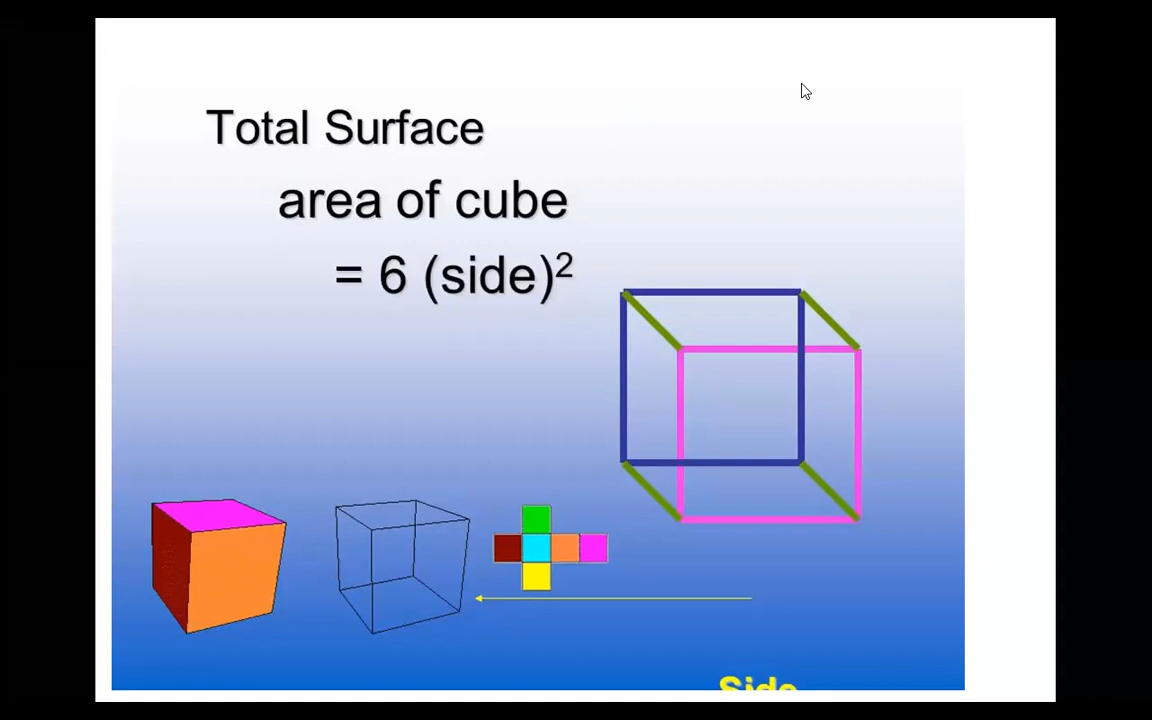 Total Surface
area of cube
= 6 (side)²
Side